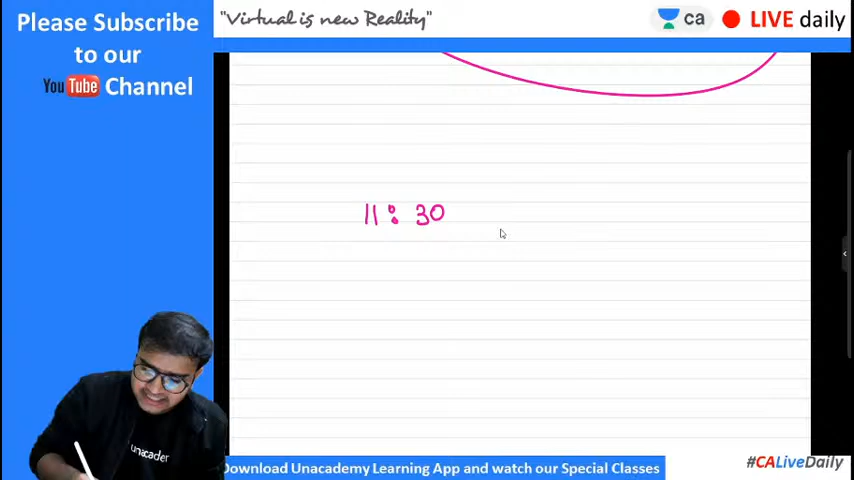 Please Subscribe
to our
YouTube Channel
"Virtual is new Reality"
ca LIVE daily
11: 30
unacader
Download Unacademy Learning App and watch our Special Classes
#CALiveDaily